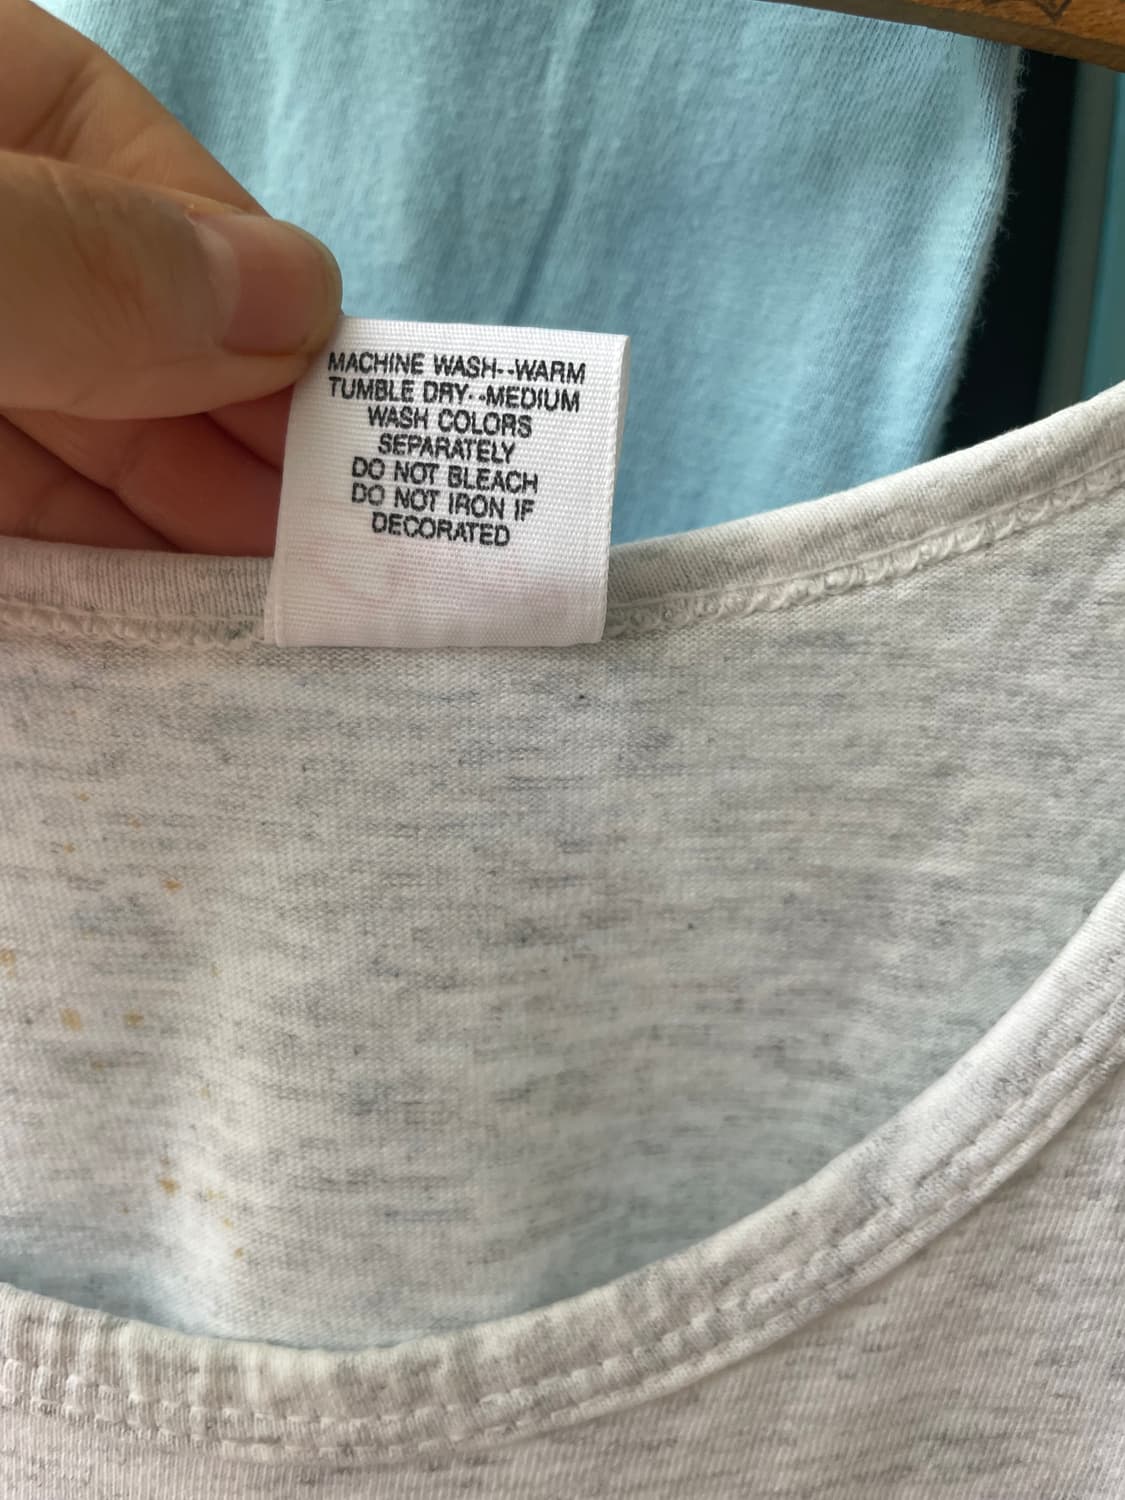 MACHINE WASH--WARM
TUMBLE DRY--MEDIUM
WASH COLORS
SEPARATELY
DO NOT BLEACH
DO NOT IRON IF
DECORATED